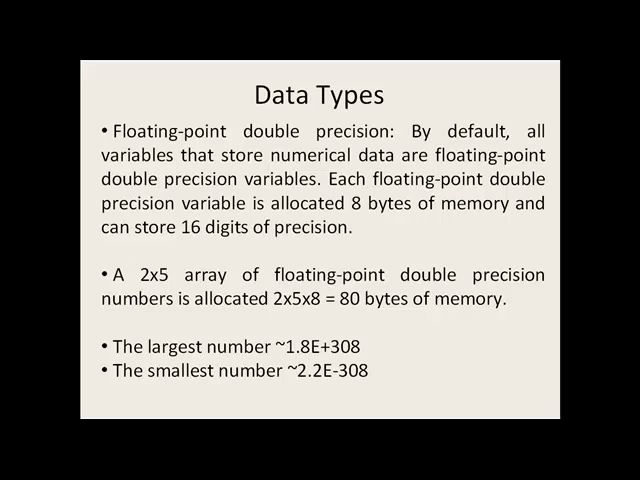 Data Types
• Floating-point double precision: By default, all
variables that store numerical data are floating-point
double precision variables. Each floating-point double
precision variable is allocated 8 bytes of memory and
can store 16 digits of precision.
• A 2x5 array of floating-point double precision
numbers is allocated 2x5x8 = 80 bytes of memory.
• The largest number ~1.8E+308
• The smallest number ~2.2E-308